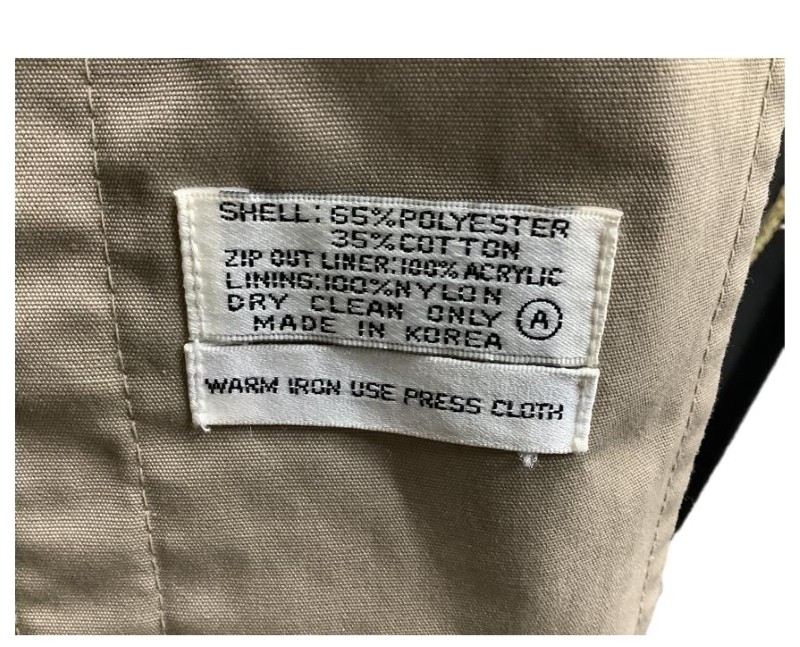 SHELL: 65% POLYESTER
35% COTTON
ZIP OUT LINER: 100% ACRYLIC
LINING: 100% NYLON
DRY CLEAN ONLY Ⓐ
MADE IN KOREA
WARM IRON USE PRESS CLOTH